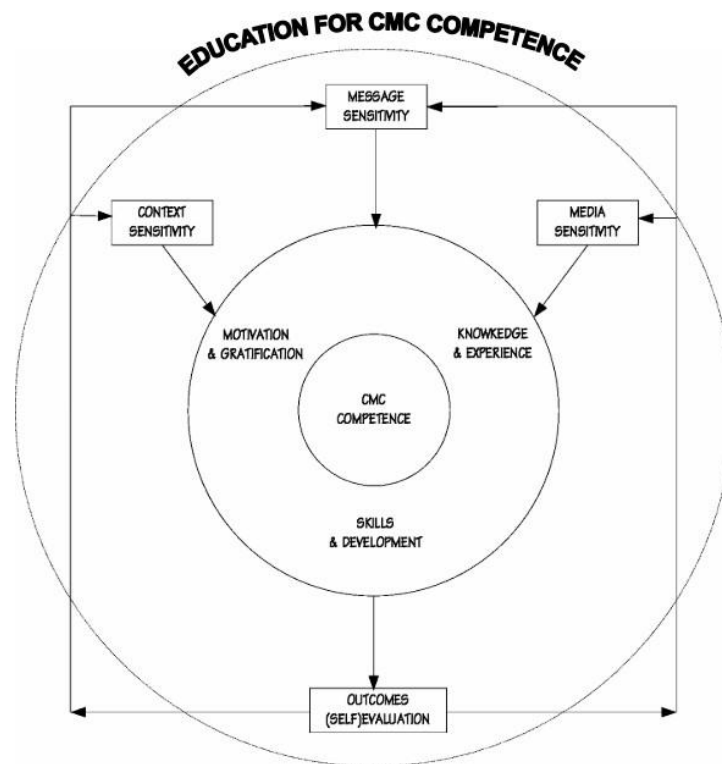 EDUCATION FOR CMC COMPETENCE
MESSAGE
SENSITIVITY
CONTEXT
SENSITIVITY
MEDIA
SENSITIVITY
MOTIVATION
& GRATIFICATION
KNOWKEDGE
& EXPERIENCE
CMC
COMPETENCE
SKILLS
& DEVELOPMENT
OUTCOMES
(SELF)EVALUATION